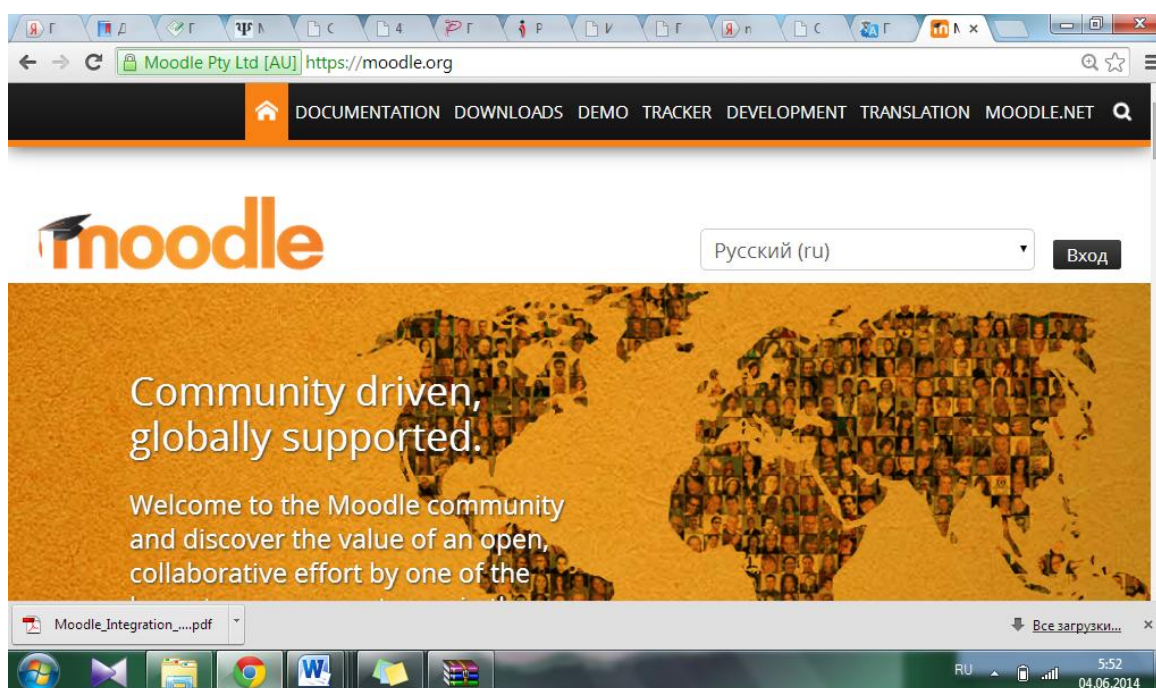 Я Г Д Г Ψ N С 4 Г Р И Г Я п С Г N
Moodle Pty Ltd [AU] https://moodle.org
DOCUMENTATION DOWNLOADS DEMO TRACKER DEVELOPMENT TRANSLATION MOODLE.NET
moodle
Русский (ru) Вход
Community driven,
globally supported.
Welcome to the Moodle community
and discover the value of an open,
collaborative effort by one of the
Moodle_Integration_....pdf Все загрузки...
RU 5:52
04.06.2014